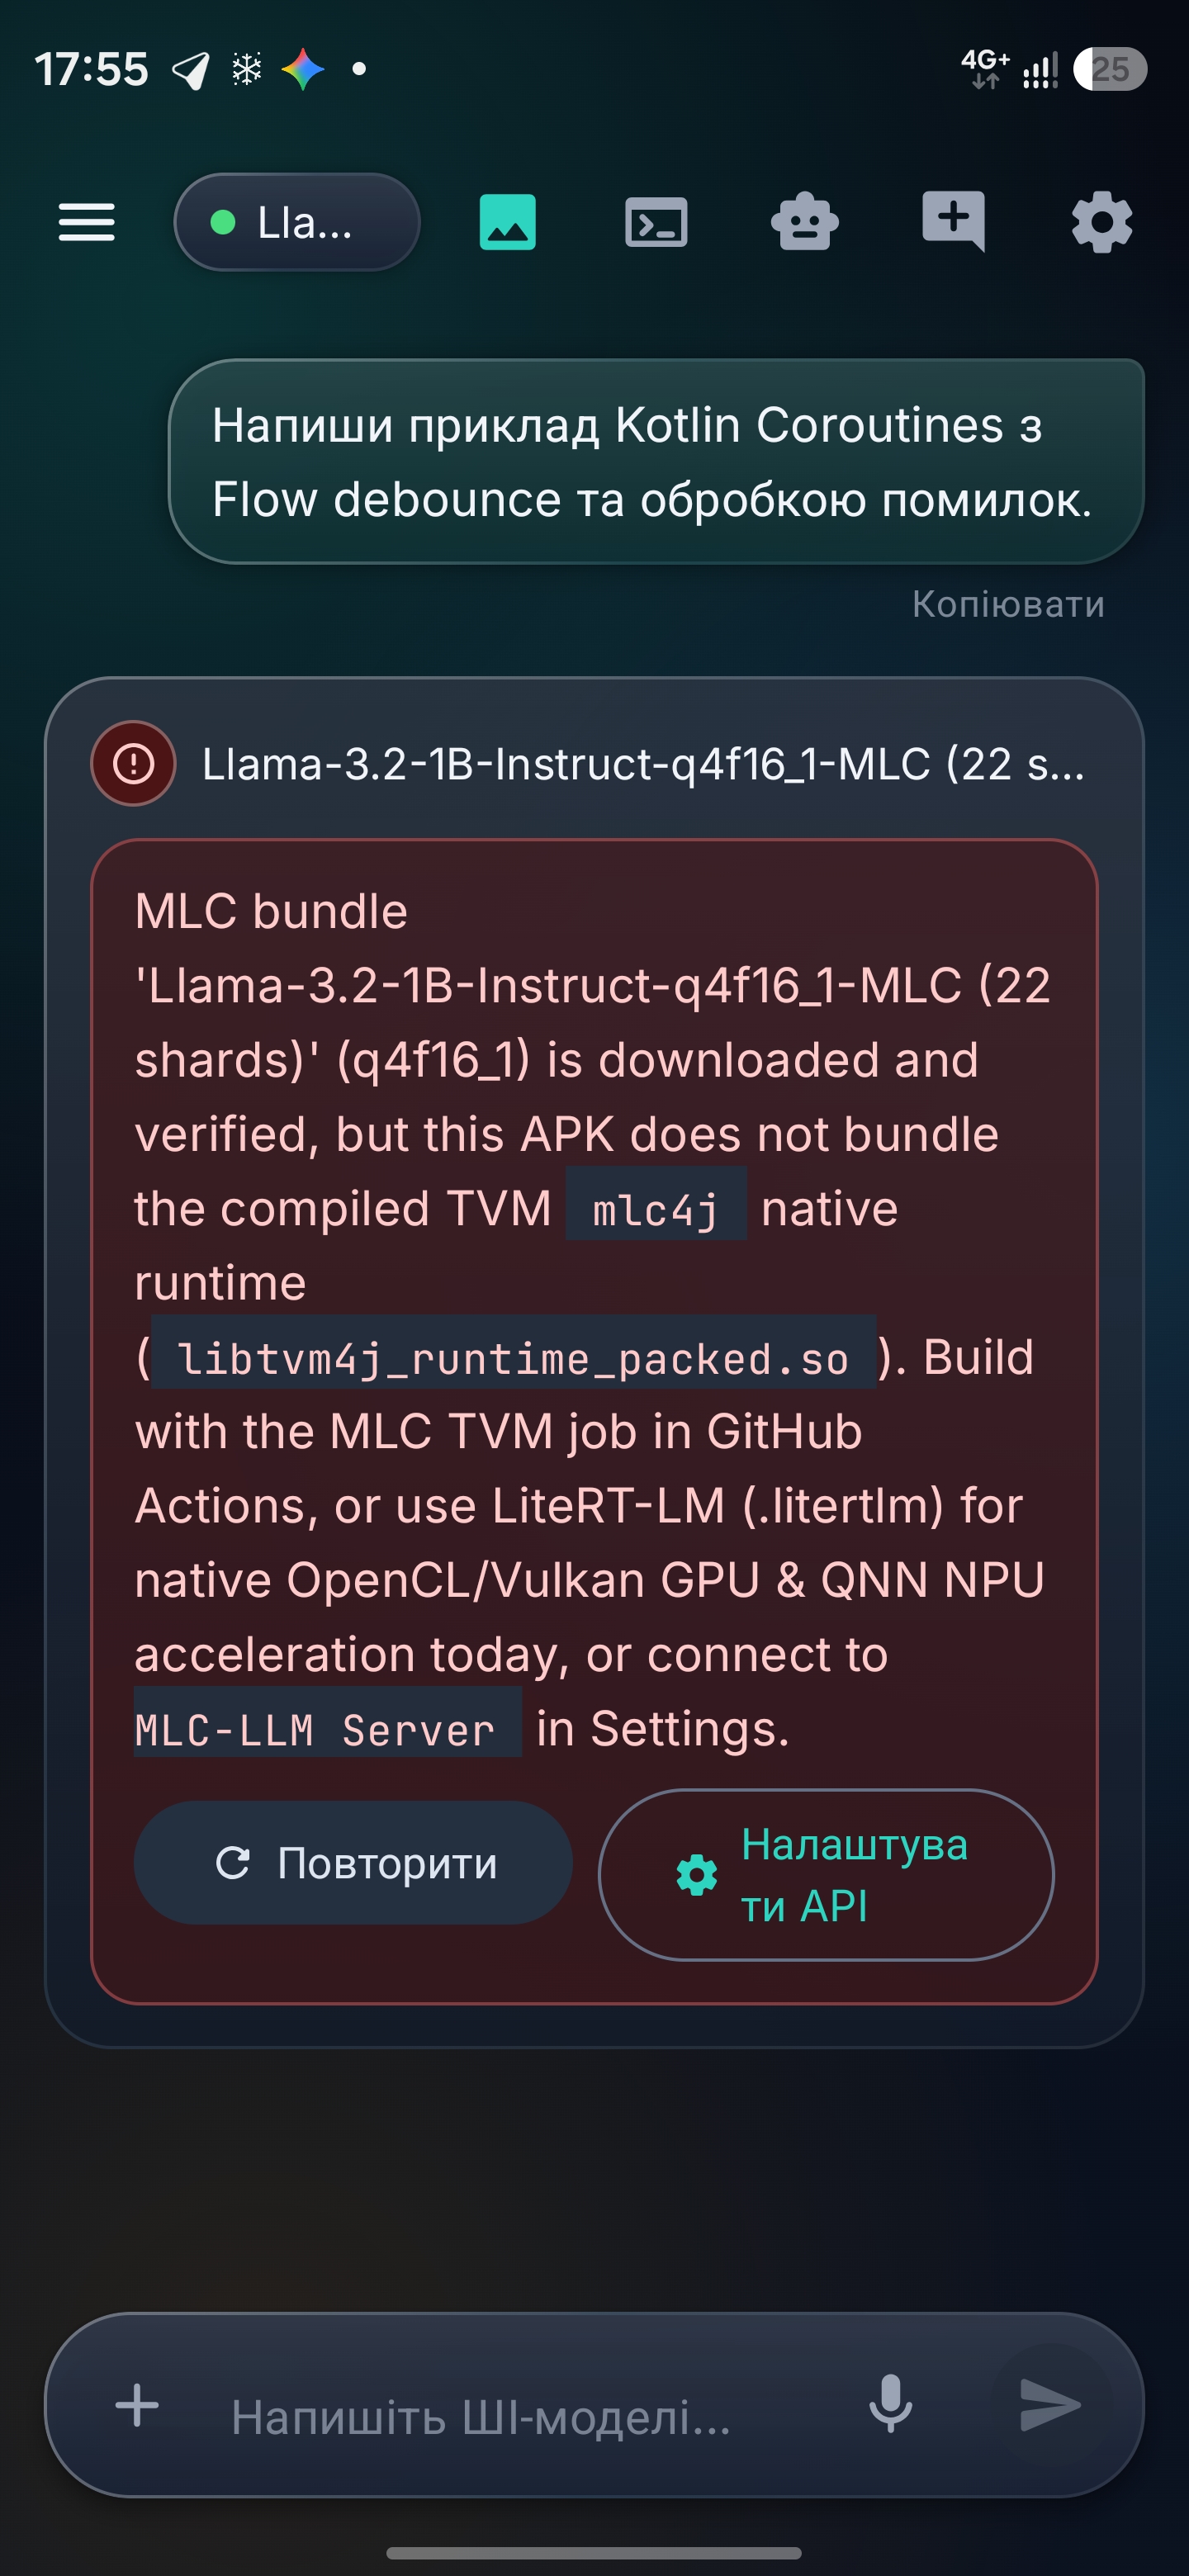 17:55
4G+
25
Lla...
Напиши приклад Kotlin Coroutines з
Flow debounce та обробкою помилок.
Копіювати
Llama-3.2-1B-Instruct-q4f16_1-MLC (22 s...
MLC bundle
'Llama-3.2-1B-Instruct-q4f16_1-MLC (22
shards)' (q4f16_1) is downloaded and
verified, but this APK does not bundle
the compiled TVM mlc4j native
runtime
( libtvm4j_runtime_packed.so ). Build
with the MLC TVM job in GitHub
Actions, or use LiteRT-LM (.litertlm) for
native OpenCL/Vulkan GPU & QNN NPU
acceleration today, or connect to
MLC-LLM Server in Settings.
Повторити
Налаштува
ти API
Напишіть ШІ-моделі...